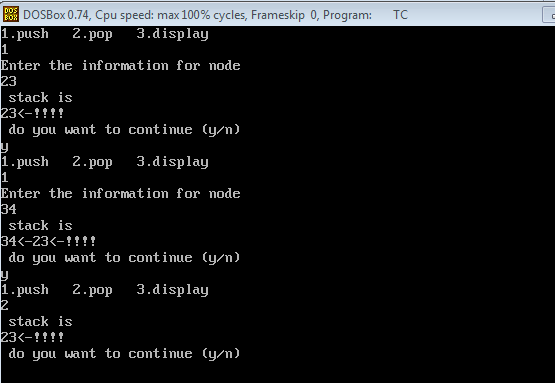 DOSBox 0.74, Cpu speed: max 100% cycles, Frameskip 0, Program: TC
1.push 2.pop 3.display
1
Enter the information for node
23
stack is
23<-!!!!
do you want to continue (y/n)
y
1.push 2.pop 3.display
1
Enter the information for node
34
stack is
34<-23<-!!!!
do you want to continue (y/n)
y
1.push 2.pop 3.display
2
stack is
23<-!!!!
do you want to continue (y/n)